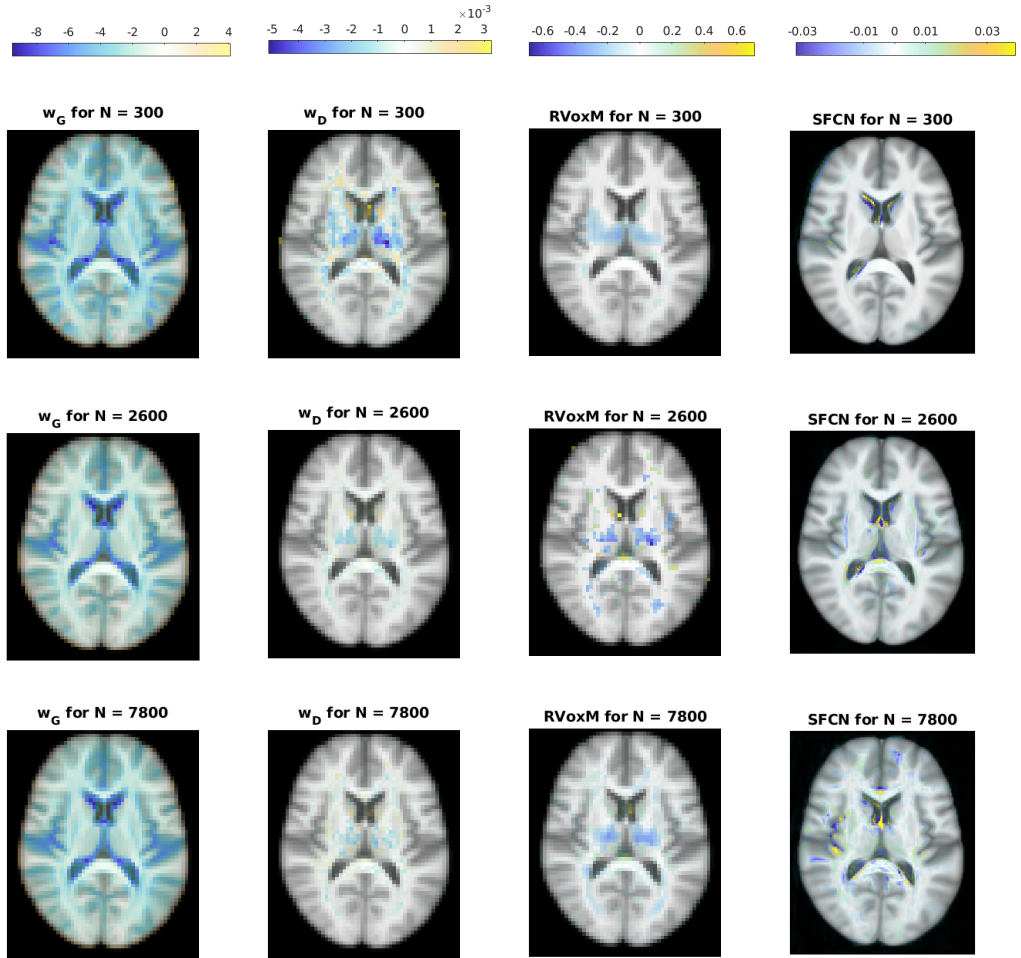 ×10⁻³
-8 -6 -4 -2 0 2 4
-5 -4 -3 -2 -1 0 1 2 3
-0.6 -0.4 -0.2 0 0.2 0.4 0.6
-0.03 -0.01 0 0.01 0.03
w_G for N = 300
w_D for N = 300
RVoxM for N = 300
SFCN for N = 300
w_G for N = 2600
w_D for N = 2600
RVoxM for N = 2600
SFCN for N = 2600
w_G for N = 7800
w_D for N = 7800
RVoxM for N = 7800
SFCN for N = 7800